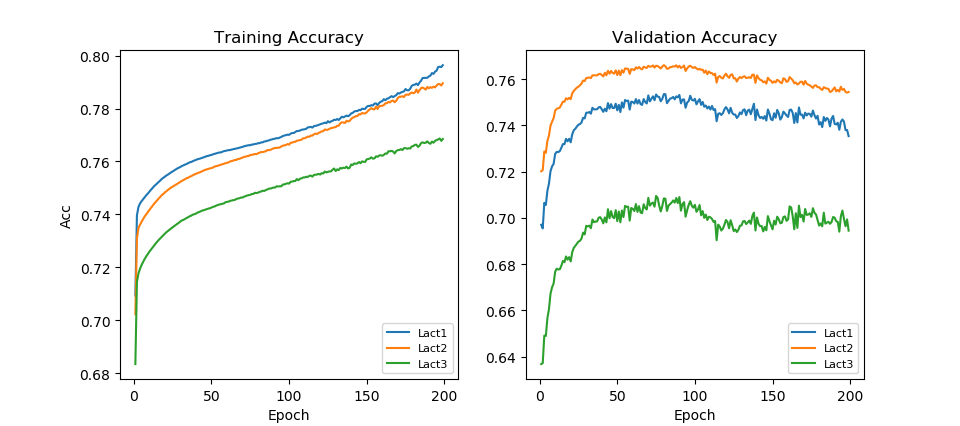 Training Accuracy
Acc
0.80
0.78
0.76
0.74
0.72
0.70
0.68
0
50
100
150
200
Epoch
Lact1
Lact2
Lact3
Validation Accuracy
0.76
0.74
0.72
0.70
0.68
0.66
0.64
0
50
100
150
200
Epoch
Lact1
Lact2
Lact3